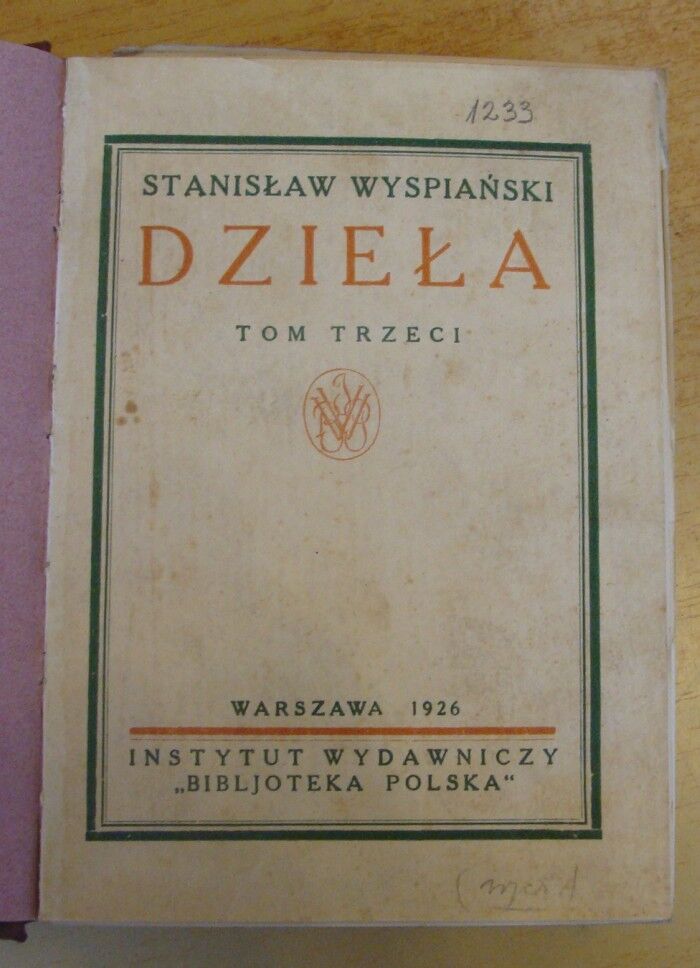 1233
STANISŁAW WYSPIAŃSKI
DZIEŁA
TOM TRZECI
WARSZAWA 1926
INSTYTUT WYDAWNICZY
„BIBLJOTEKA POLSKA“